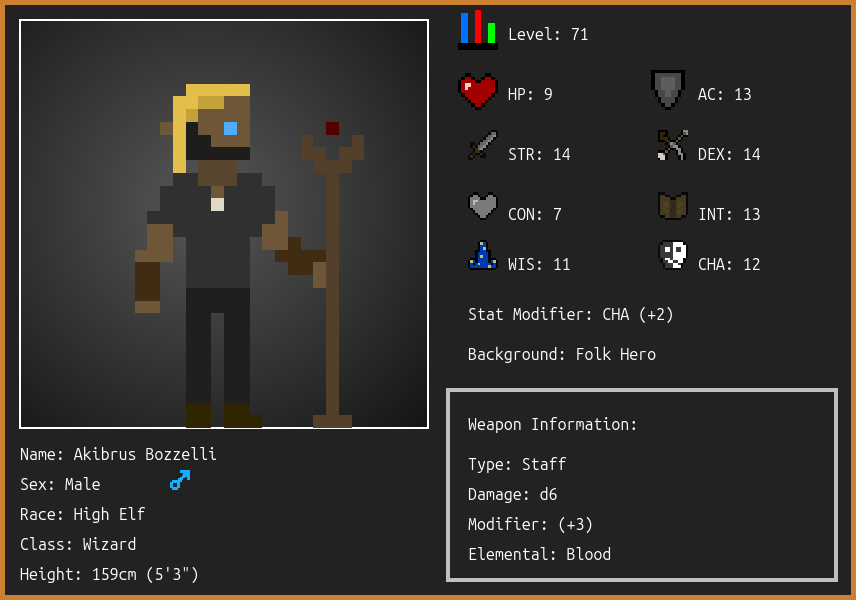 Level: 71
HP: 9
AC: 13
STR: 14
DEX: 14
CON: 7
INT: 13
WIS: 11
CHA: 12
Stat Modifier: CHA (+2)
Background: Folk Hero
Weapon Information:
Type: Staff
Damage: d6
Modifier: (+3)
Elemental: Blood
Name: Akibrus Bozzelli
Sex: Male
Race: High Elf
Class: Wizard
Height: 159cm (5'3")